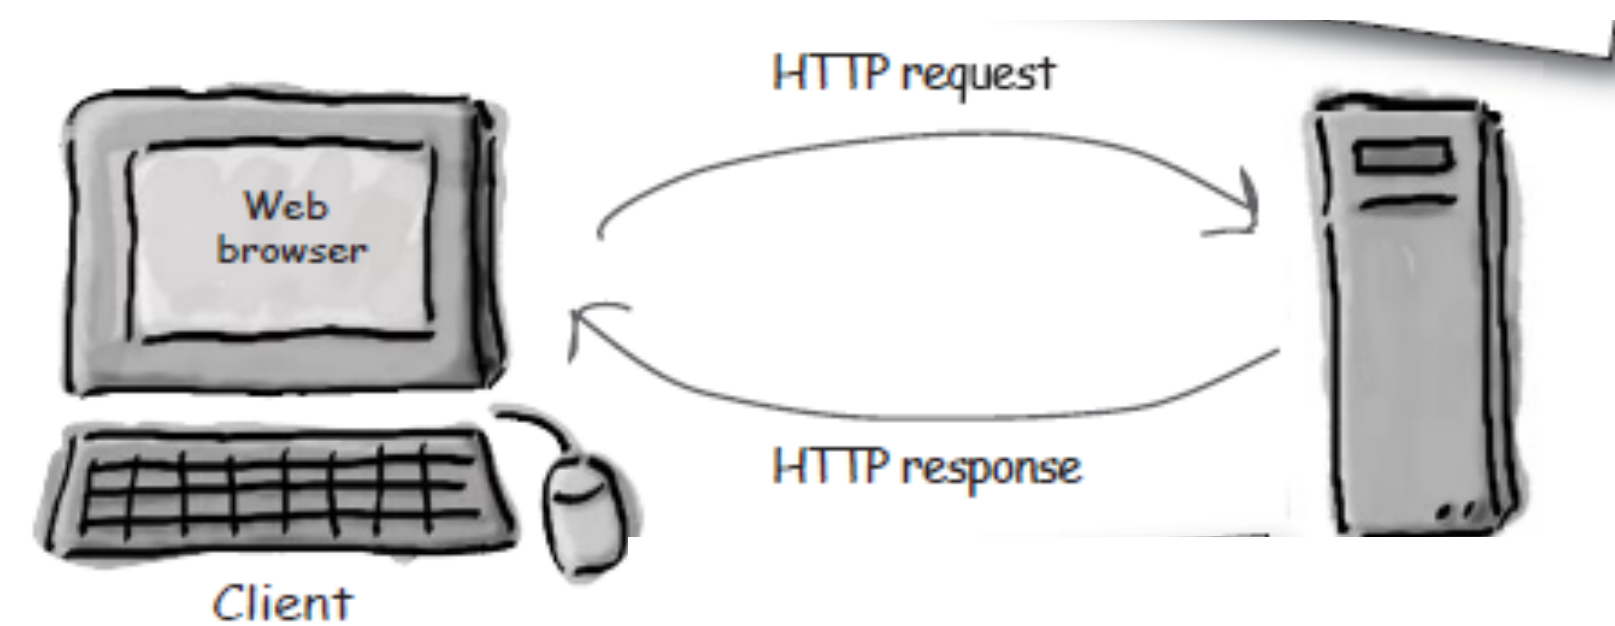 HTTP request
Web
browser
HTTP response
Client